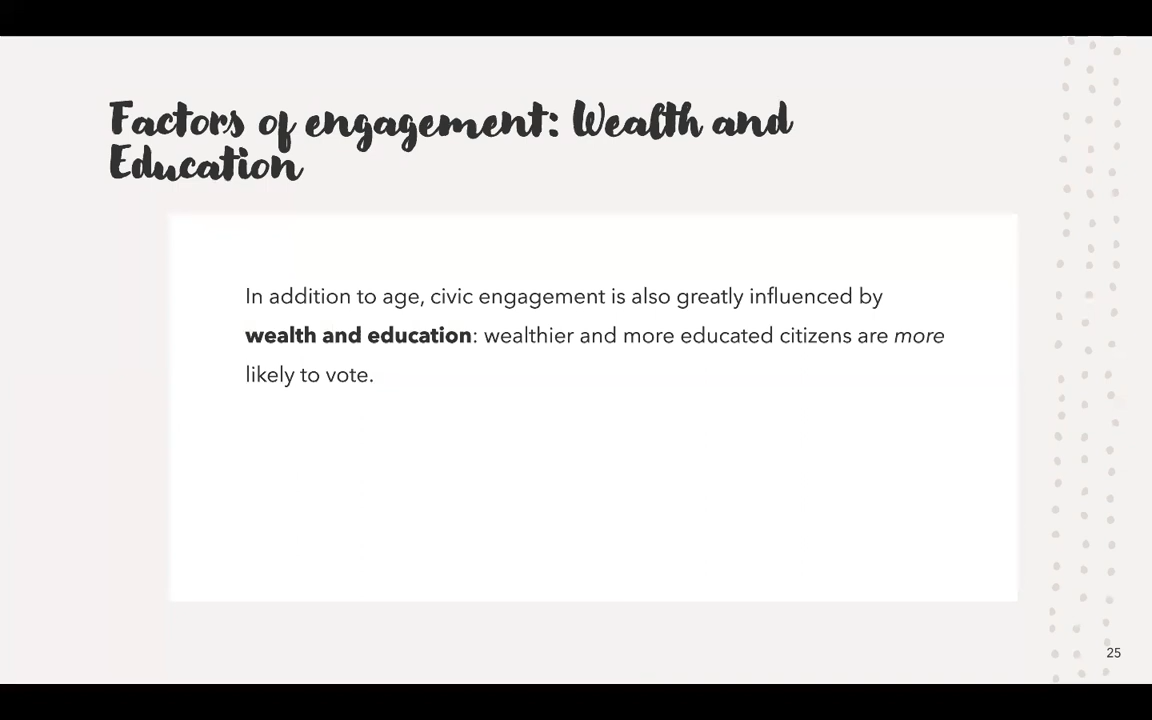 Factors of engagement: Wealth and
Education
In addition to age, civic engagement is also greatly influenced by
wealth and education: wealthier and more educated citizens are more
likely to vote.
25